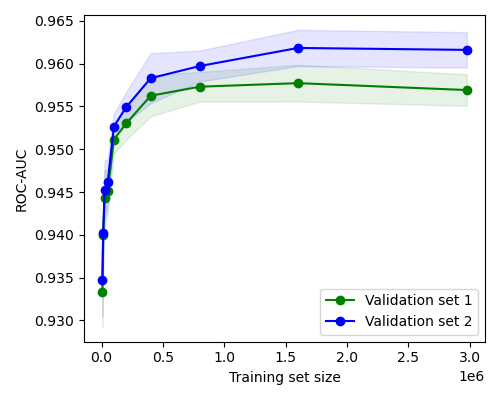 0.965
0.960
0.955
0.950
0.945
0.940
0.935
0.930
ROC-AUC
Validation set 1
Validation set 2
0.0 0.5 1.0 1.5 2.0 2.5 3.0
1e6
Training set size